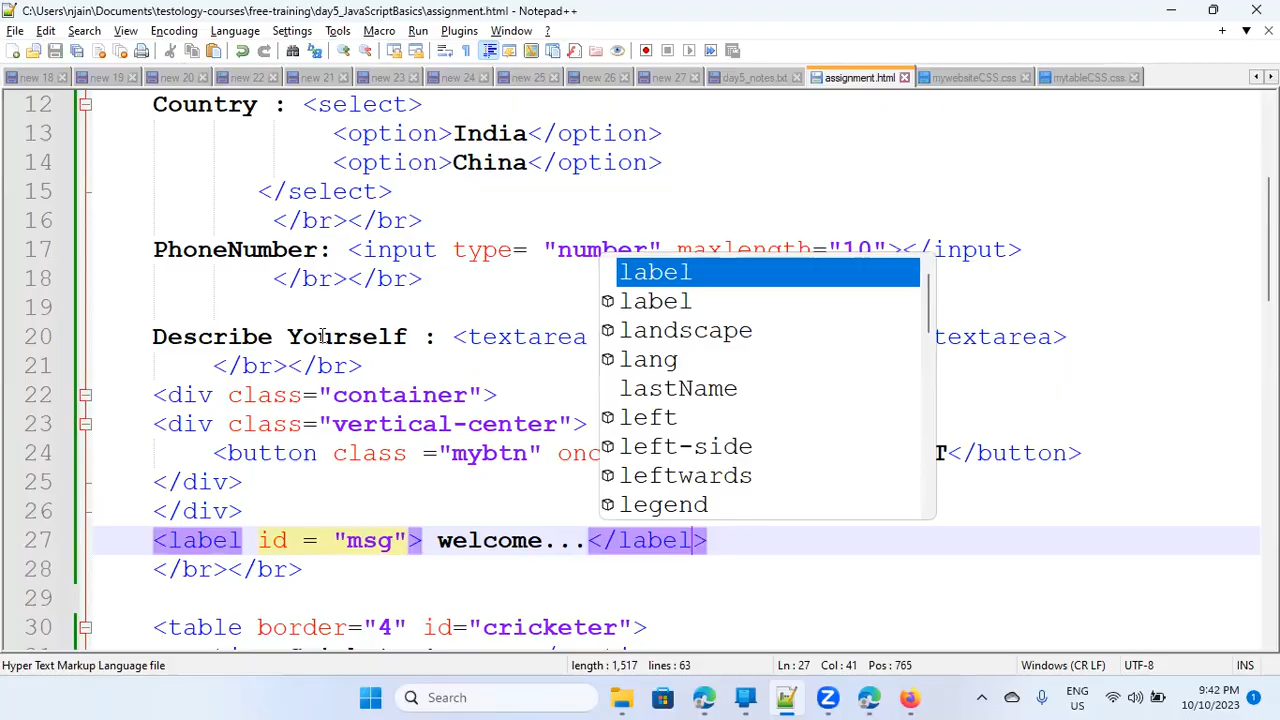 C:\Users\njain\Documents\testology-courses\free-training\day5_JavaScriptBasics\assignment.html - Notepad++
File Edit Search View Encoding Language Settings Tools Macro Run Plugins Window ?
new 18 new 19 new 20 new 22 new 21 new 23 new 24 new 25 new 26 new 27 day5_notes.txt assignment.html mywebsiteCSS.css mytableCSS.css
12 Country : <select>
13 <option>India</option>
14 <option>China</option>
15 </select>
16 </br></br>
17 PhoneNumber: <input type= "number" maxlength="10"></input>
18 </br></br>
19
20 Describe Yourself : <textarea textarea>
21 </br></br>
22 <div class="container">
23 <div class="vertical-center">
24 <button class ="mybtn" onc T</button>
25 </div>
26 </div>
27 <label id = "msg"> welcome...</label>
28 </br></br>
29
30 <table border="4" id="cricketer">
label
label
landscape
lang
lastName
left
left-side
leftwards
legend
Hyper Text Markup Language file length : 1,517 lines : 63 Ln : 27 Col : 41 Pos : 765 Windows (CR LF) UTF-8 INS
Search
ENG
US
9:42 PM
10/10/2023
1